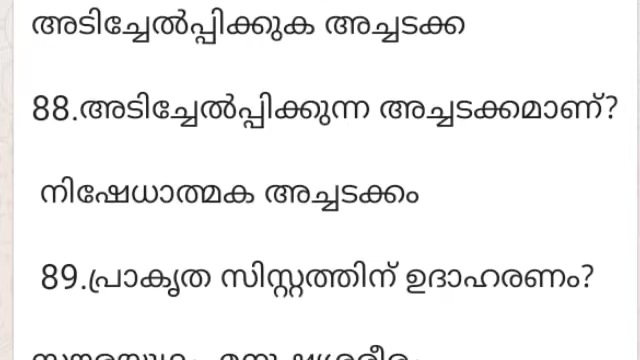 അടിച്ചേൽപ്പിക്കുക അച്ചടക്ക
88.അടിച്ചേൽപ്പിക്കുന്ന അച്ചടക്കമാണ്?
നിഷേധാത്മക അച്ചടക്കം
89.പ്രാകൃത സിസ്റ്റത്തിന് ഉദാഹരണം?